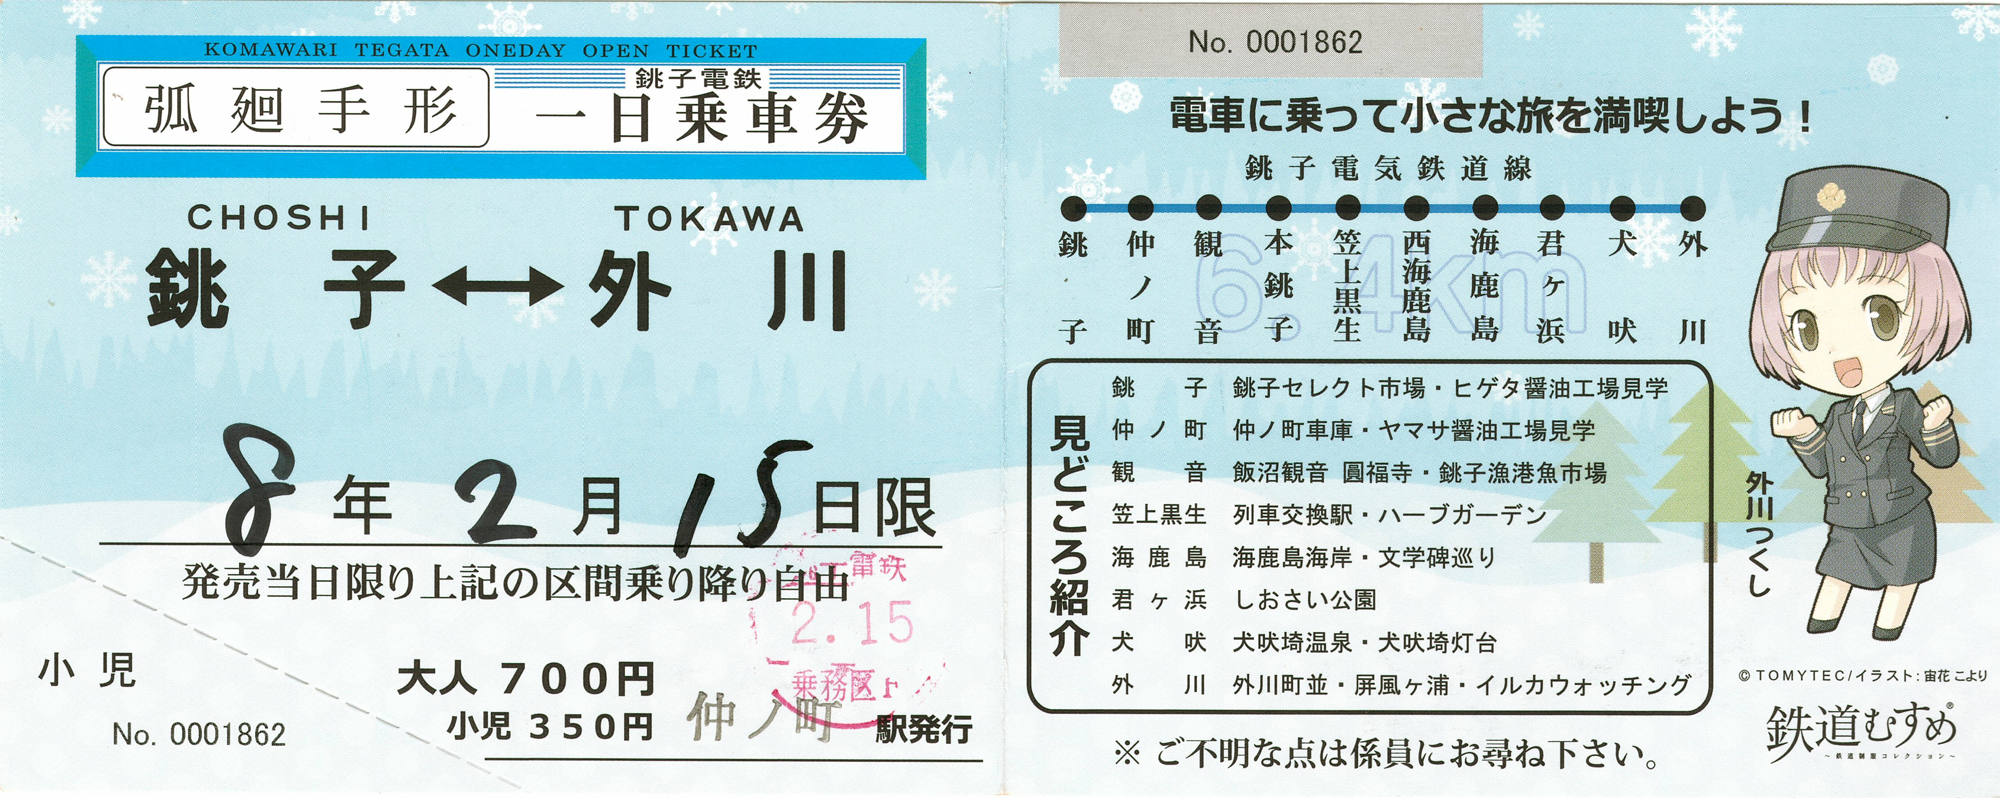 KOMAWARI TEGATA ONEDAY OPEN TICKET
弧廻手形
銚子電鉄
一日乗車券
CHOSHI TOKAWA
銚子↔外川
8年2月15日限
発売当日限り上記の区間乗り降り自由
電鉄
2.15
乗務区
小児
大人 700円
小児 350円
仲ノ町 駅発行
No. 0001862
No. 0001862
電車に乗って小さな旅を満喫しよう!
銚子電気鉄道線
6.4km
銚子
仲ノ町
観音
本銚子
笠上黒生
西海鹿島
海鹿島
君ヶ浜
犬吠
外川
見どころ紹介
銚子 銚子セレクト市場・ヒゲタ醤油工場見学
仲ノ町 仲ノ町車庫・ヤマサ醤油工場見学
観音 飯沼観音 圓福寺・銚子漁港魚市場
笠上黒生 列車交換駅・ハーブガーデン
海鹿島 海鹿島海岸・文学碑巡り
君ヶ浜 しおさい公園
犬吠 犬吠埼温泉・犬吠埼灯台
外川 外川町並・屏風ヶ浦・イルカウォッチング
※ ご不明な点は係員にお尋ね下さい。
外川つくし
©TOMYTEC/イラスト:宙花こより
鉄道むすめ®
～鉄道制服コレクション～